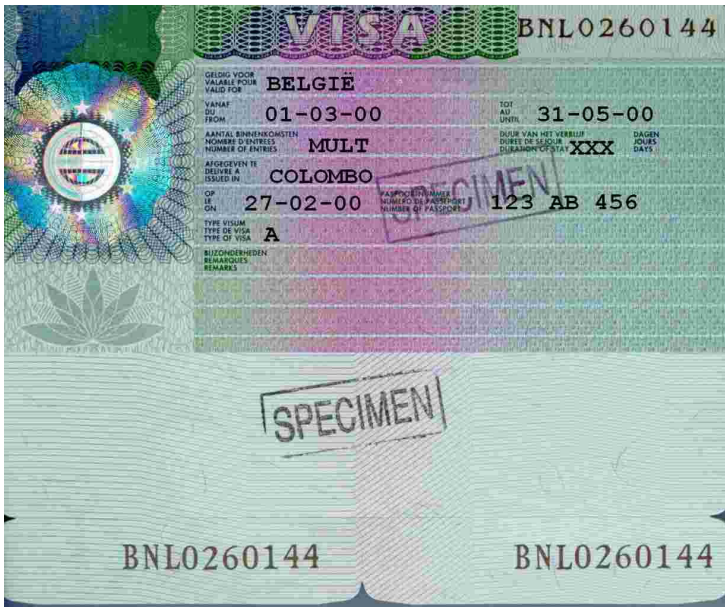 VISA BNL0260144
GELDIG VOOR
VALABLE POUR
VALID FOR
BELGIË
VANAF
DU
FROM
01-03-00
TOT
AU
UNTIL
31-05-00
AANTAL BINNENKOMSTEN
NOMBRE D'ENTREES
NUMBER OF ENTRIES
MULT
DUUR VAN HET VERBLIJF
DUREE DE SEJOUR
DURATION OF STAY
XXX
DAGEN
JOURS
DAYS
AFGEGEVEN TE
DELIVRE A
ISSUED IN
COLOMBO
OP
LE
ON
27-02-00
PASPOORTNUMMER
NUMERO DE PASSEPORT
NUMBER OF PASSPORT
123 AB 456
SPECIMEN
TYPE VISUM
TYPE DE VISA
TYPE OF VISA
A
BIJZONDERHEDEN
REMARQUES
REMARKS
SPECIMEN
BNL0260144 BNL0260144